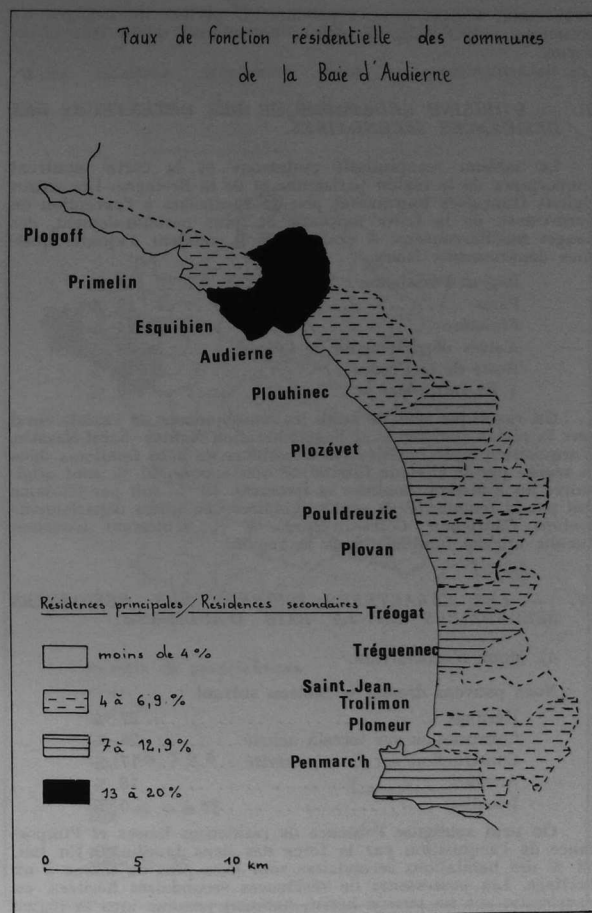 Taux de fonction résidentielle des communes
de la Baie d'Audierne
Plogoff
Primelin
Esquibien
Audierne
Plouhinec
Plozévet
Pouldreuzic
Plovan
Résidences principales / Résidences secondaires
Tréogat
moins de 4%
Tréguennec
4 à 6,9%
Saint-Jean-
Trolimon
Plomeur
7 à 12,9%
Penmarc'h
13 à 20%
0 5 10 km